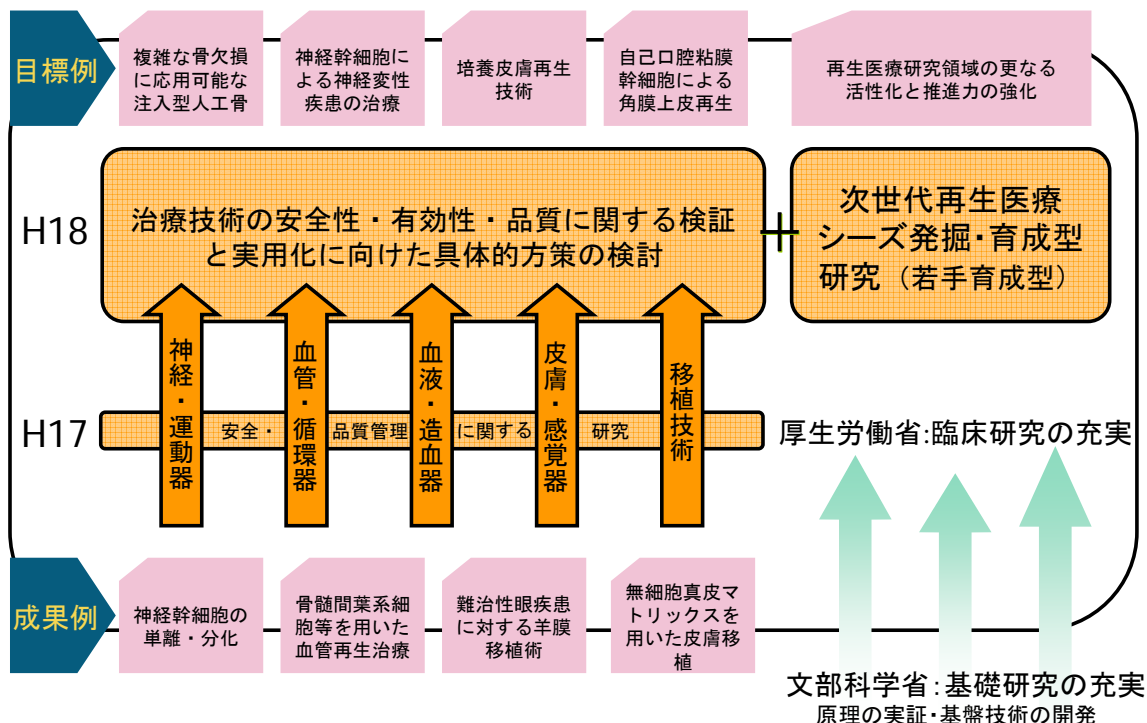 目標例
複雑な骨欠損
に応用可能な
注入型人工骨
神経幹細胞に
よる神経変性
疾患の治療
培養皮膚再生
技術
自己口腔粘膜
幹細胞による
角膜上皮再生
再生医療研究領域の更なる
活性化と推進力の強化
H18
治療技術の安全性・有効性・品質に関する検証
と実用化に向けた具体的方策の検討
+
次世代再生医療
シーズ発掘・育成型
研究（若手育成型）
神経・運動器
血管・循環器
血液・造血器
皮膚・感覚器
移植技術
H17
安全・品質管理に関する研究
厚生労働省:臨床研究の充実
成果例
神経幹細胞の
単離・分化
骨髄間葉系細
胞等を用いた
血管再生治療
難治性眼疾患
に対する羊膜
移植術
無細胞真皮マ
トリックスを
用いた皮膚移
植
文部科学省:基礎研究の充実
原理の実証・基盤技術の開発